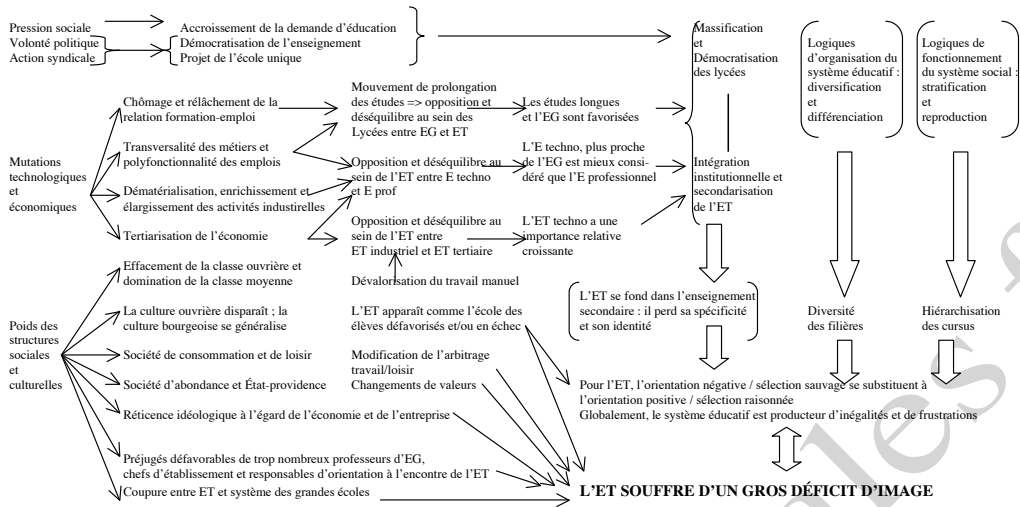 Pression sociale
Volonté politique
Action syndicale
Accroissement de la demande d'éducation
Démocratisation de l'enseignement
Projet de l'école unique
Massification
et
Démocratisation
des lycées
Logiques
d'organisation du
système éducatif :
diversification
et
différenciation
Logiques de
fonctionnement
du système social :
stratification
et
reproduction
Mutations
technologiques
et
économiques
Chômage et rélâchement de la
relation formation-emploi
Transversalité des métiers et
polyfonctionnalité des emplois
Dématérialisation, enrichissement et
élargissement des activités industirelles
Tertiarisation de l'économie
Mouvement de prolongation
des études => opposition et
déséquilibre au sein des
Lycées entre EG et ET
Opposition et déséquilibre au
sein de l'ET entre E techno
et E prof
Opposition et déséquilibre au
sein de l'ET entre
ET industriel et ET tertiaire
Dévalorisation du travail manuel
Les études longues
et l'EG sont favorisées
L'E techno, plus proche
de l'EG est mieux consi-
déré que l'E professionnel
L'ET techno a une
importance relative
croissante
Intégration
institutionnelle et
secondarisation
de l'ET
Poids des
structures
sociales
et
culturelles
Effacement de la classe ouvrière et
domination de la classe moyenne
La culture ouvrière disparaît ; la
culture bourgeoise se généralise
Société de consommation et de loisir
Société d'abondance et État-providence
Réticence idéologique à l'égard de l'économie et de l'entreprise
Préjugés défavorables de trop nombreux professeurs d'EG,
chefs d'établissement et responsables d'orientation à l'encontre de l'ET
Coupure entre ET et système des grandes écoles
L'ET apparaît comme l'école des
élèves défavorisés et/ou en échec
Modification de l'arbitrage
travail/loisir
Changements de valeurs
L'ET se fond dans l'enseignement
secondaire : il perd sa spécificité
et son identité
Diversité
des filières
Hiérarchisation
des cursus
Pour l'ET, l'orientation négative / sélection sauvage se substituent à
l'orientation positive / sélection raisonnée
Globalement, le système éducatif est producteur d'inégalités et de frustrations
L'ET SOUFFRE D'UN GROS DÉFICIT D'IMAGE